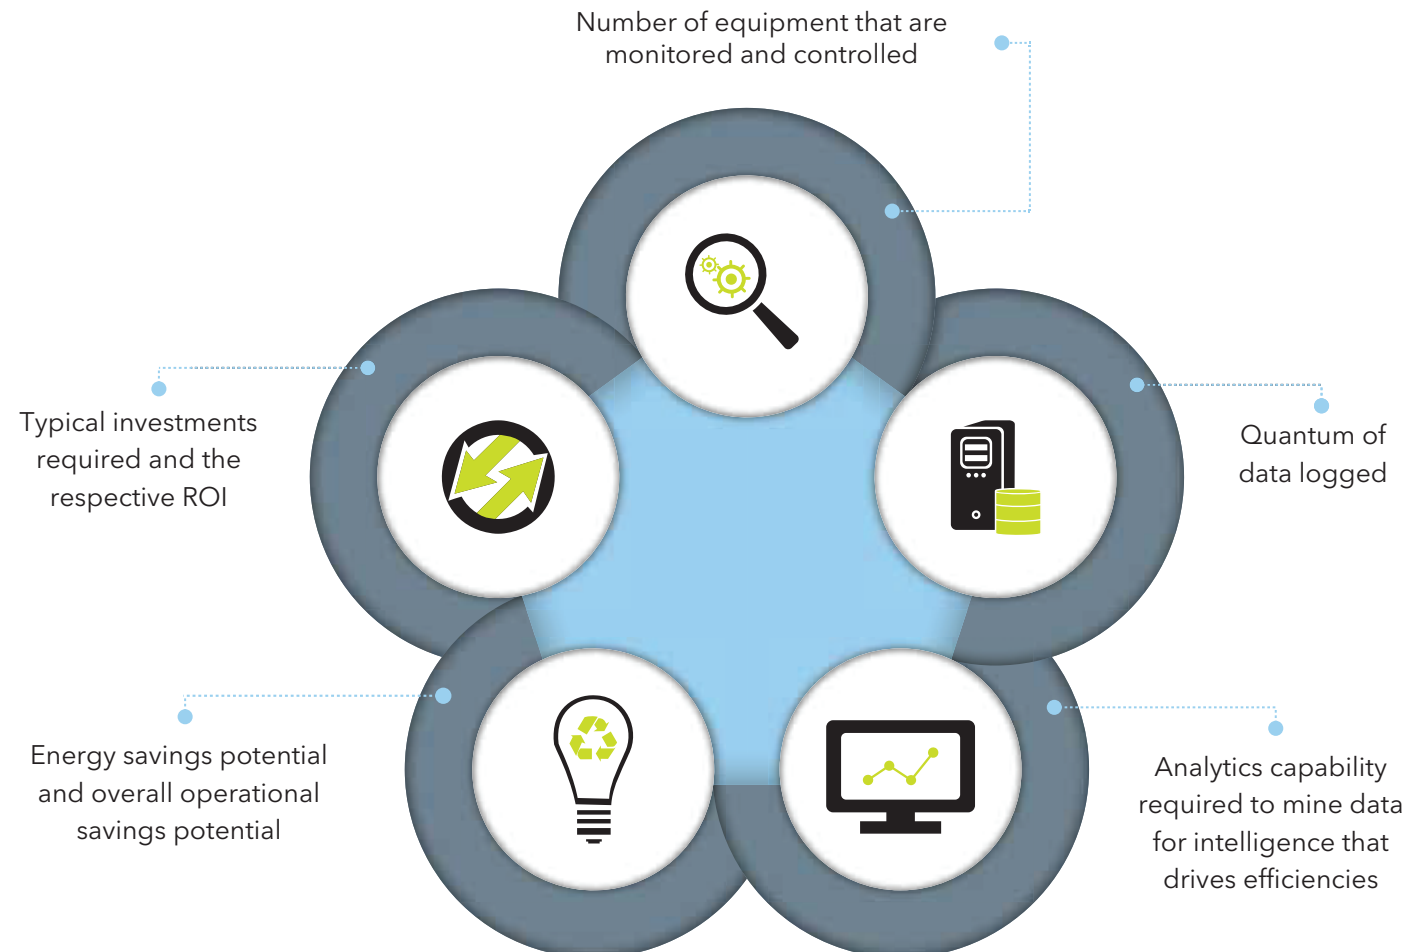 Number of equipment that are
monitored and controlled
Typical investments
required and the
respective ROI
Quantum of
data logged
Energy savings potential
and overall operational
savings potential
Analytics capability
required to mine data
for intelligence that
drives efficiencies